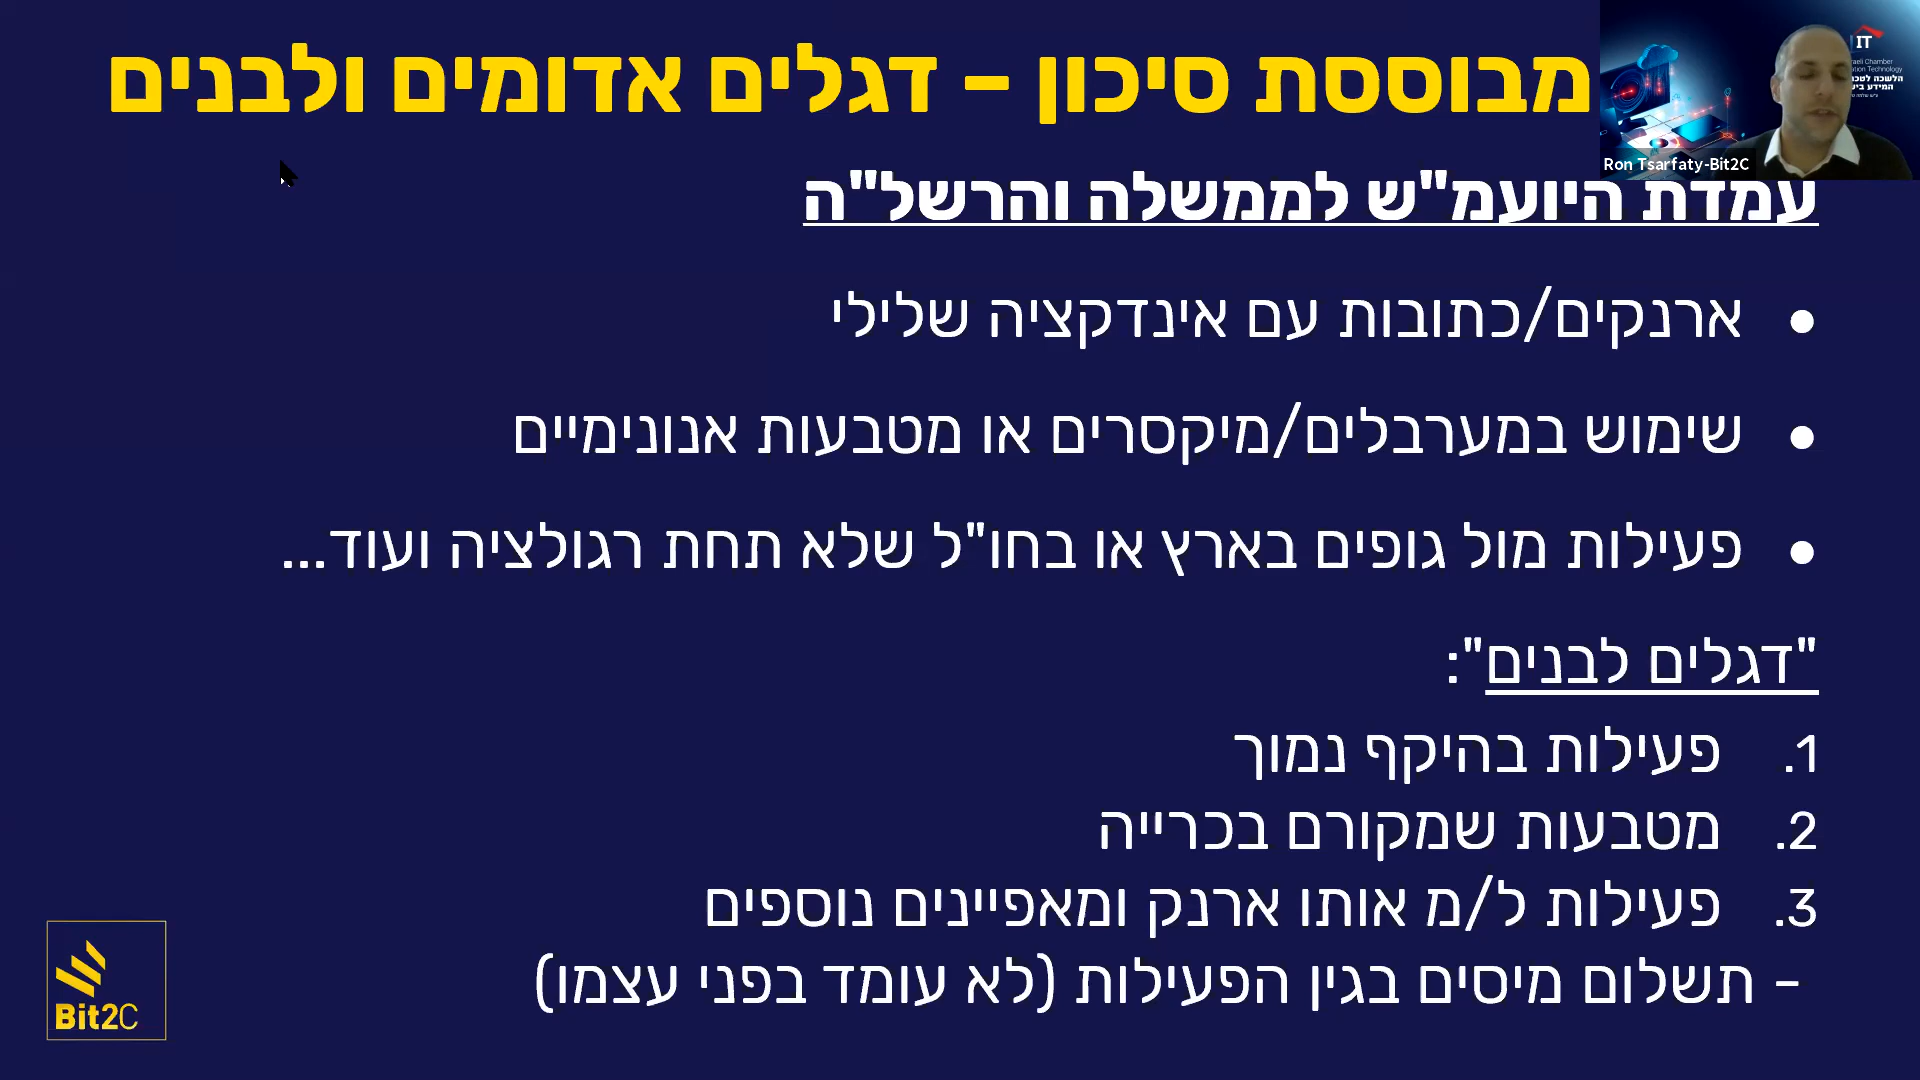 מבוססת סיכון – דגלים אדומים ולבנים
עמדת היועמ"ש לממשלה והרשל"ה
• ארנקים/כתובות עם אינדקציה שלילי
• שימוש במערבלים/מיקסרים או מטבעות אנונימיים
• פעילות מול גופים בארץ או בחו"ל שלא תחת רגולציה ועוד...
"דגלים לבנים":
1. פעילות בהיקף נמוך
2. מטבעות שמקורם בכרייה
3. פעילות ל/מ אותו ארנק ומאפיינים נוספים
- תשלום מיסים בגין הפעילות (לא עומד בפני עצמו)
Bit2C
IT
Ron Tsarfaty-Bit2C